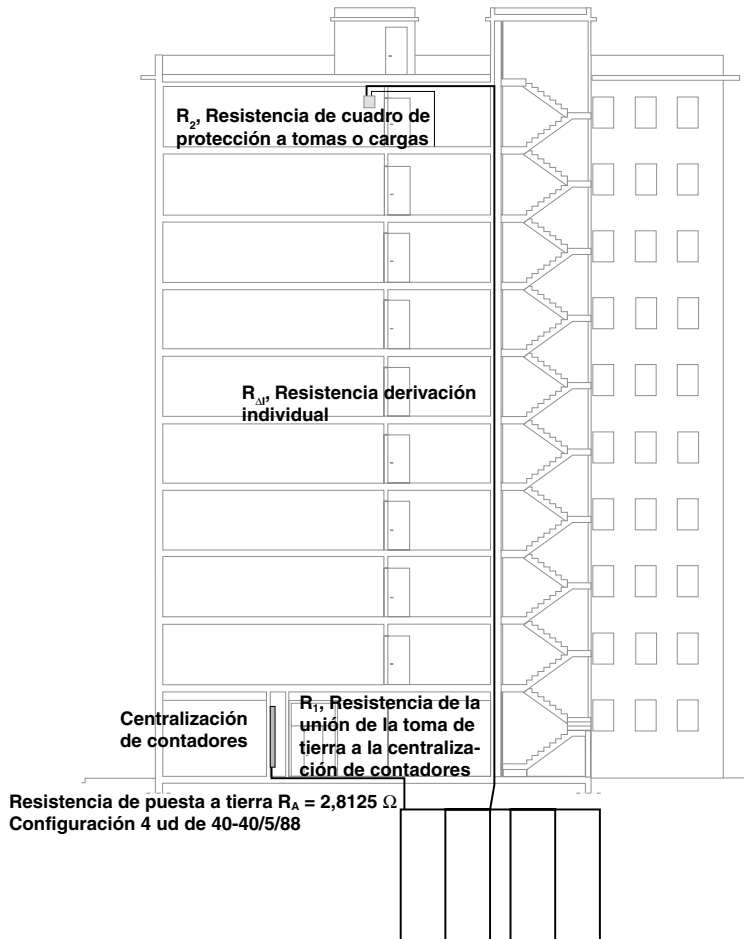 R₂, Resistencia de cuadro de
protección a tomas o cargas
R_ΔI, Resistencia derivación
individual
R₁, Resistencia de la
unión de la toma de
tierra a la centraliza-
ción de contadores
Centralización
de contadores
Resistencia de puesta a tierra R_A = 2,8125 Ω
Configuración 4 ud de 40-40/5/88